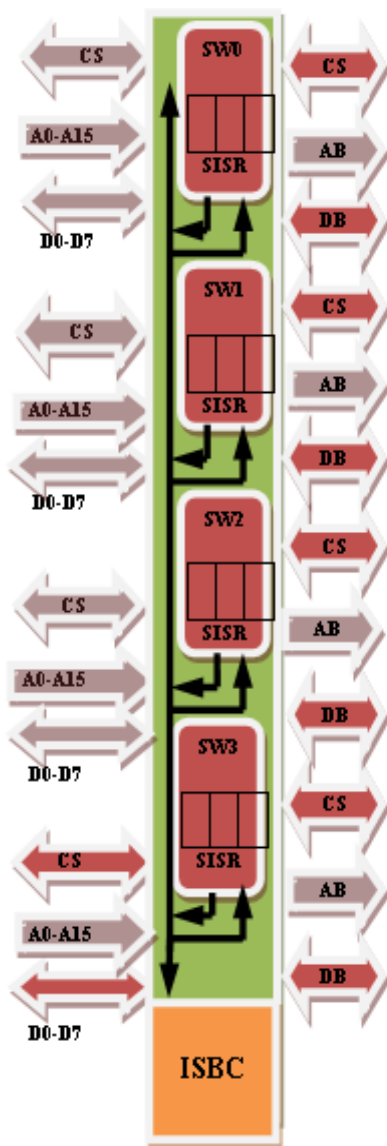 CS
SW0
CS
A0-A15
AB
SISR
D0-D7
DB
SW1
CS
CS
AB
A0-A15
SISR
DB
D0-D7
SW2
CS
CS
SISR
AB
A0-A15
DB
D0-D7
SW3
CS
CS
SISR
AB
A0-A15
DB
D0-D7
ISBC